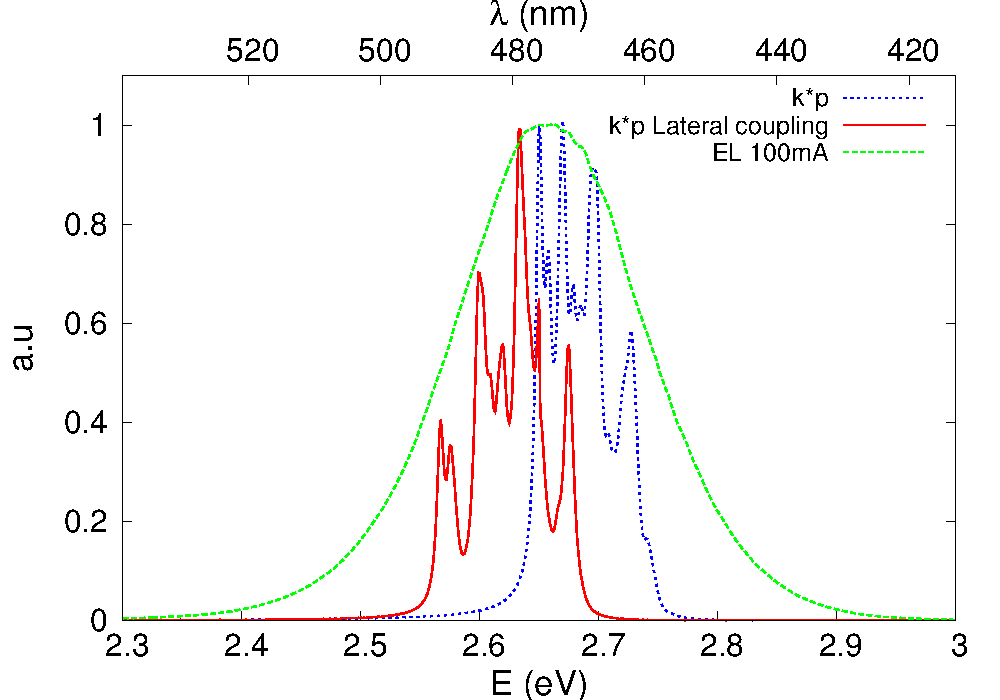 λ (nm)
520 500 480 460 440 420
k*p
k*p Lateral coupling
EL 100mA
1
0.8
0.6
0.4
0.2
0
a.u
2.3 2.4 2.5 2.6 2.7 2.8 2.9 3
E (eV)